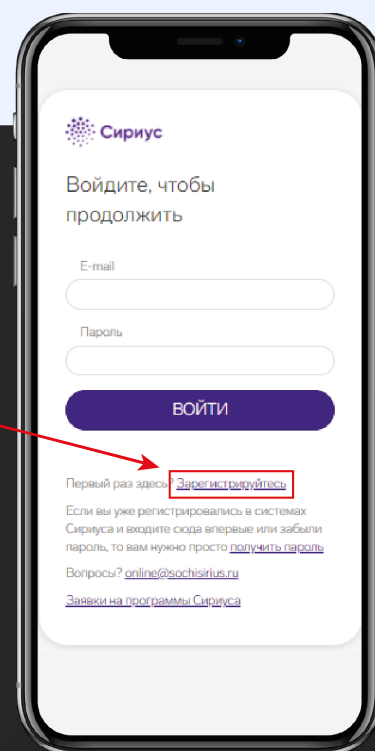 Сириус
Войдите, чтобы
продолжить
E-mail
Пароль
ВОЙТИ
Первый раз здесь? Зарегистрируйтесь
Если вы уже регистрировались в системах
Сириуса и входите сюда впервые или забыли
пароль, то вам нужно просто получить пароль
Вопросы? online@sochisirius.ru
Заявки на программы Сириуса